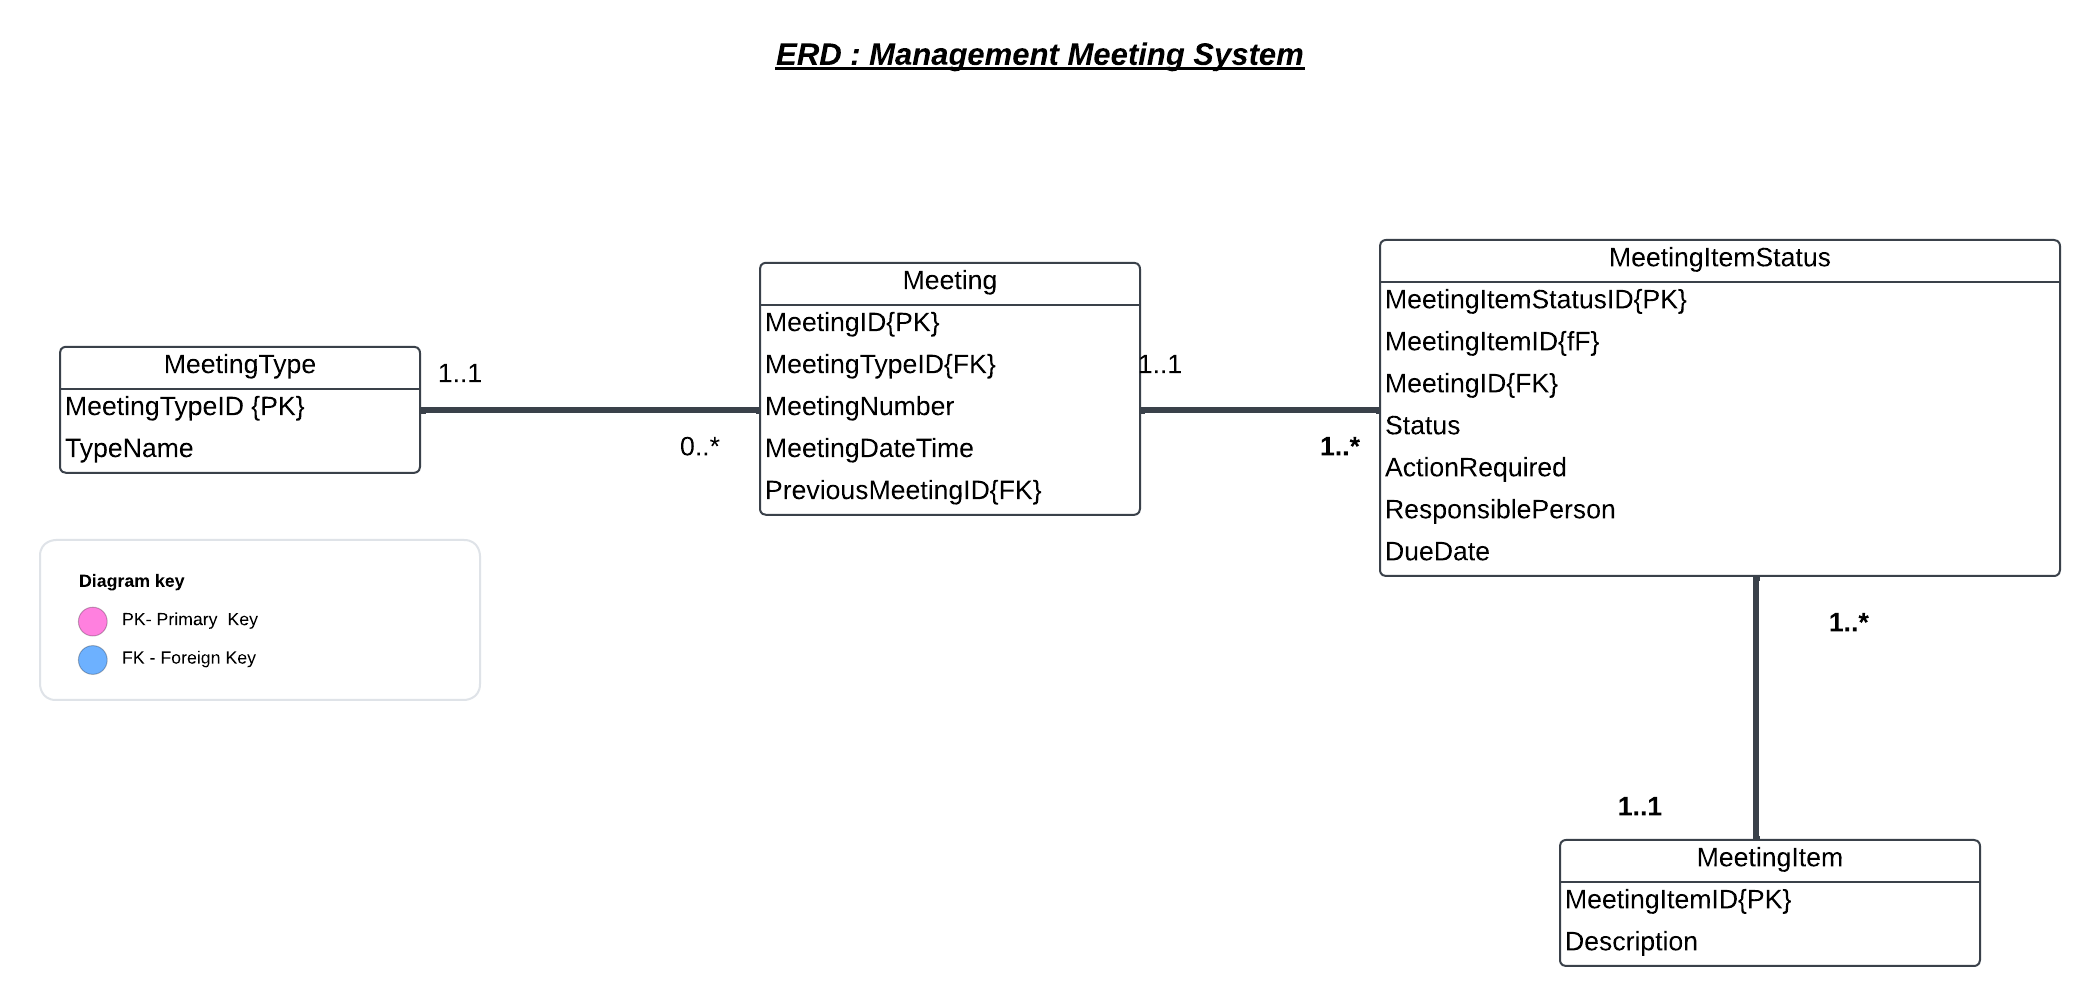 ERD : Management Meeting System
MeetingType
MeetingTypeID {PK}
TypeName
1..1
0..*
Meeting
MeetingID{PK}
MeetingTypeID{FK}
MeetingNumber
MeetingDateTime
PreviousMeetingID{FK}
1..1
1..*
MeetingItemStatus
MeetingItemStatusID{PK}
MeetingItemID{fF}
MeetingID{FK}
Status
ActionRequired
ResponsiblePerson
DueDate
1..*
1..1
MeetingItem
MeetingItemID{PK}
Description
Diagram key
PK- Primary  Key
FK - Foreign Key